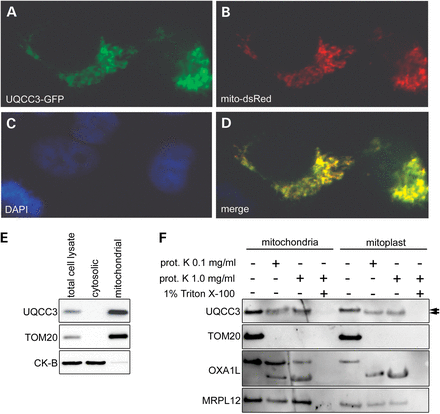 A
UQCC3-GFP
B
mito-dsRed
C
DAPI
D
merge
E
total cell lysate
cytosolic
mitochondrial
UQCC3
TOM20
CK-B
F
mitochondria
mitoplast
prot. K 0.1 mg/ml - + - - - + - -
prot. K 1.0 mg/ml - - + + - - + +
1% Triton X-100 - - - + - - - +
UQCC3
TOM20
OXA1L
MRPL12